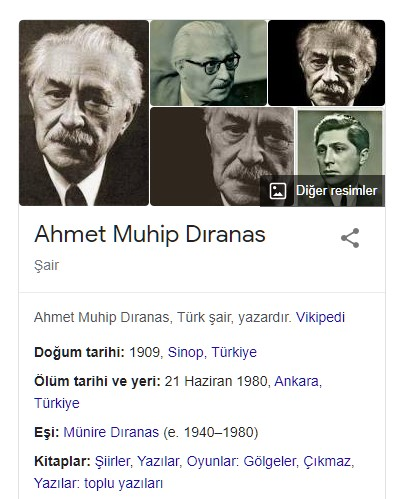 Diğer resimler
Ahmet Muhip Dıranas
Şair
Ahmet Muhip Dıranas, Türk şair, yazardır. Vikipedi
Doğum tarihi: 1909, Sinop, Türkiye
Ölüm tarihi ve yeri: 21 Haziran 1980, Ankara,
Türkiye
Eşi: Münire Dıranas (e. 1940–1980)
Kitaplar: Şiirler, Yazılar, Oyunlar: Gölgeler, Çıkmaz,
Yazılar: toplu yazıları